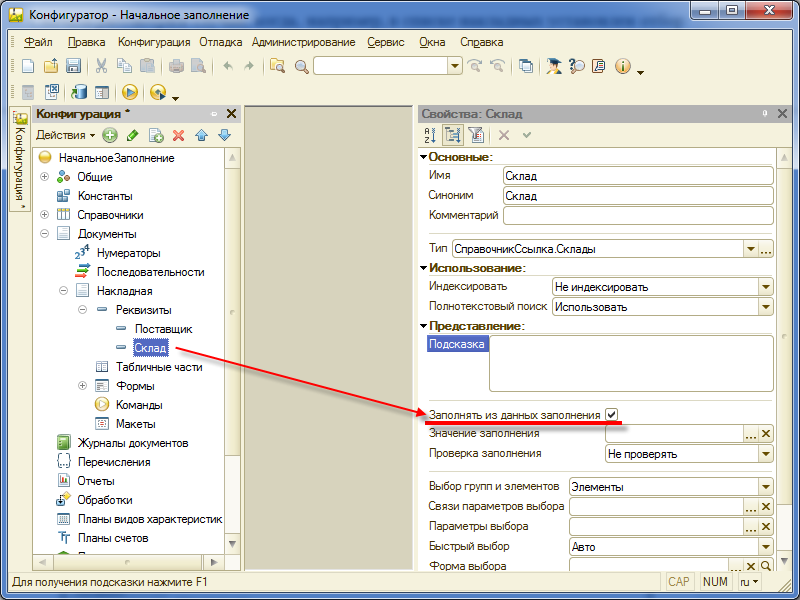 Конфигуратор - Начальное заполнение
Файл Правка Конфигурация Отладка Администрирование Сервис Окна Справка
Конфигурация
Конфигурация *
Действия
НачальноеЗаполнение
Общие
Константы
Справочники
Документы
Нумераторы
Последовательности
Накладная
Реквизиты
Поставщик
Склад
Табличные части
Формы
Команды
Макеты
Журналы документов
Перечисления
Отчеты
Обработки
Планы видов характеристик
Планы счетов
Свойства: Склад
Основные:
Имя Склад
Синоним Склад
Комментарий
Тип СправочникСсылка.Склады
Использование:
Индексировать Не индексировать
Полнотекстовый поиск Использовать
Представление:
Подсказка
Заполнять из данных заполнения
Значение заполнения
Проверка заполнения Не проверять
Выбор групп и элементов Элементы
Связи параметров выбора
Параметры выбора
Быстрый выбор Авто
Форма выбора
Для получения подсказки нажмите F1 CAP NUM ru